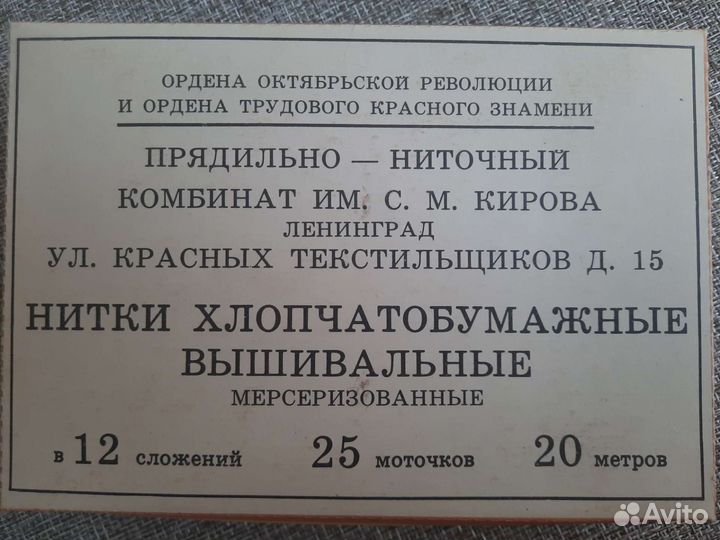 ОРДЕНА ОКТЯБРЬСКОЙ РЕВОЛЮЦИИ
И ОРДЕНА ТРУДОВОГО КРАСНОГО ЗНАМЕНИ
ПРЯДИЛЬНО — НИТОЧНЫЙ
КОМБИНАТ ИМ. С. М. КИРОВА
ЛЕНИНГРАД
УЛ. КРАСНЫХ ТЕКСТИЛЬЩИКОВ Д. 15
НИТКИ ХЛОПЧАТОБУМАЖНЫЕ
ВЫШИВАЛЬНЫЕ
МЕРСЕРИЗОВАННЫЕ
в 12 сложений 25 моточков 20 метров
Avito